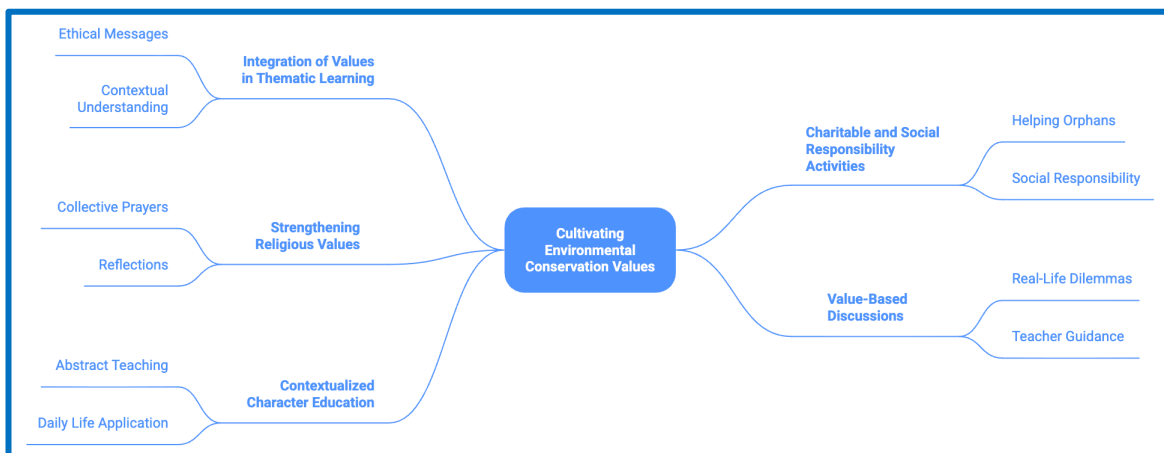 Ethical Messages
Integration of Values
in Thematic Learning
Contextual
Understanding
Collective Prayers
Strengthening
Religious Values
Reflections
Abstract Teaching
Contextualized
Character Education
Daily Life Application
Cultivating
Environmental
Conservation Values
Charitable and Social
Responsibility
Activities
Helping Orphans
Social Responsibility
Value-Based
Discussions
Real-Life Dilemmas
Teacher Guidance